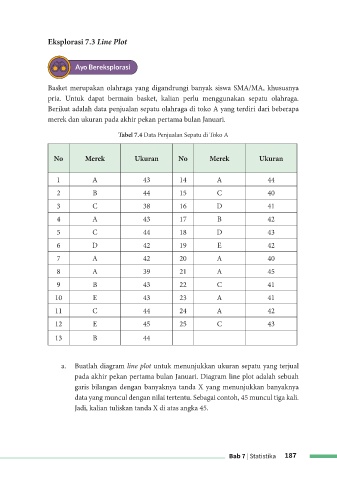 Eksplorasi 7.3 Line Plot
Ayo Bereksplorasi
Basket merupakan olahraga yang digandrungi banyak siswa SMA/MA, khususnya
pria. Untuk dapat bermain basket, kalian perlu menggunakan sepatu olahraga.
Berikut adalah data penjualan sepatu olahraga di toko A yang terdiri dari beberapa
merek dan ukuran pada akhir pekan pertama bulan Januari.
Tabel 7.4 Data Penjualan Sepatu di Toko A
No Merek Ukuran No Merek Ukuran
1 A 43 14 A 44
2 B 44 15 C 40
3 C 38 16 D 41
4 A 43 17 B 42
5 C 44 18 D 43
6 D 42 19 E 42
7 A 42 20 A 40
8 A 39 21 A 45
9 B 43 22 C 41
10 E 43 23 A 41
11 C 44 24 A 42
12 E 45 25 C 43
13 B 44
a. Buatlah diagram line plot untuk menunjukkan ukuran sepatu yang terjual
pada akhir pekan pertama bulan Januari. Diagram line plot adalah sebuah
garis bilangan dengan banyaknya tanda X yang menunjukkan banyaknya
data yang muncul dengan nilai tertentu. Sebagai contoh, 45 muncul tiga kali.
Jadi, kalian tuliskan tanda X di atas angka 45.
Bab 7 | Statistika 187